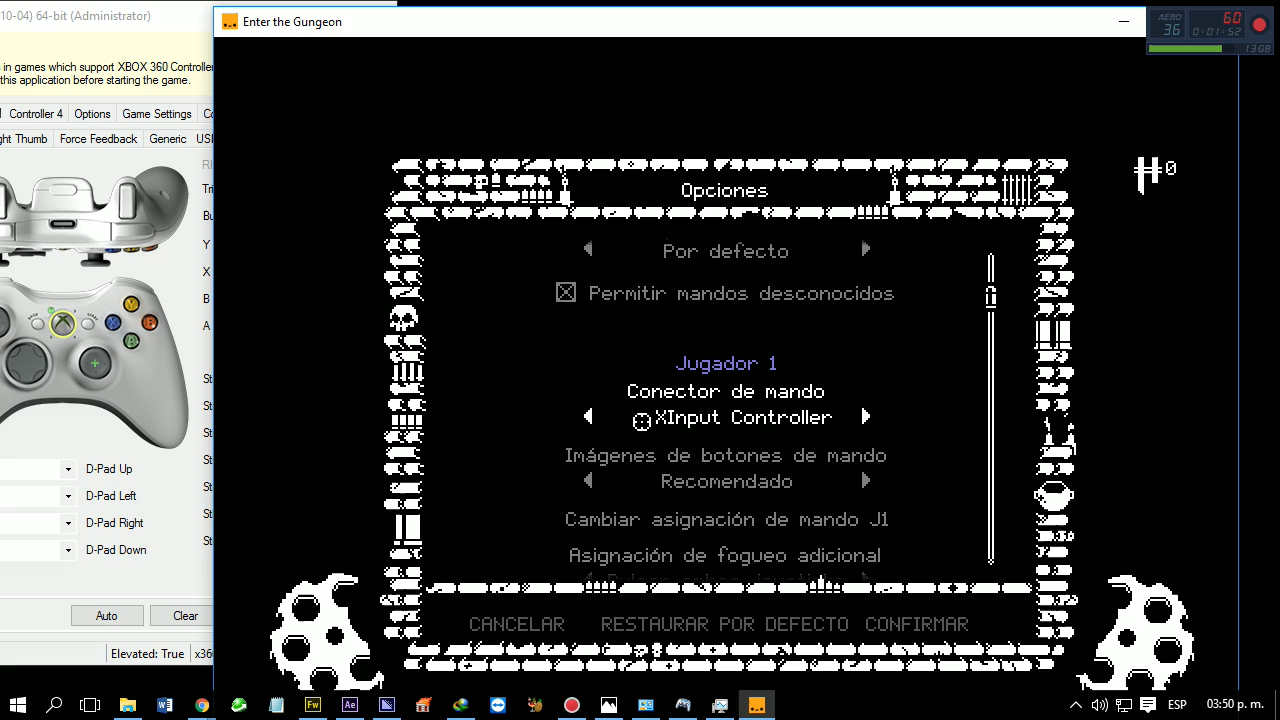 10-04) 64-bit (Administrator)
Enter the Gungeon
AERO
36
60
0:01:52
13GB
s in games which support XBOX 360 Controller
this application before starting the game.
Controller 4 Options Game Settings
ght Thumb Force Feedback Generic
Y
X
B
A
D-Pad Up
D-Pad Left
D-Pad Right
D-Pad Down
Auto Clear
Elevated: True
0
Opciones
Por defecto
Permitir mandos desconocidos
Jugador 1
Conector de mando
XInput Controller
Imágenes de botones de mando
Recomendado
Cambiar asignación de mando J1
Asignación de fogueo adicional
CANCELAR RESTAURAR POR DEFECTO CONFIRMAR
Fw Ae ESP 03:50 p. m.